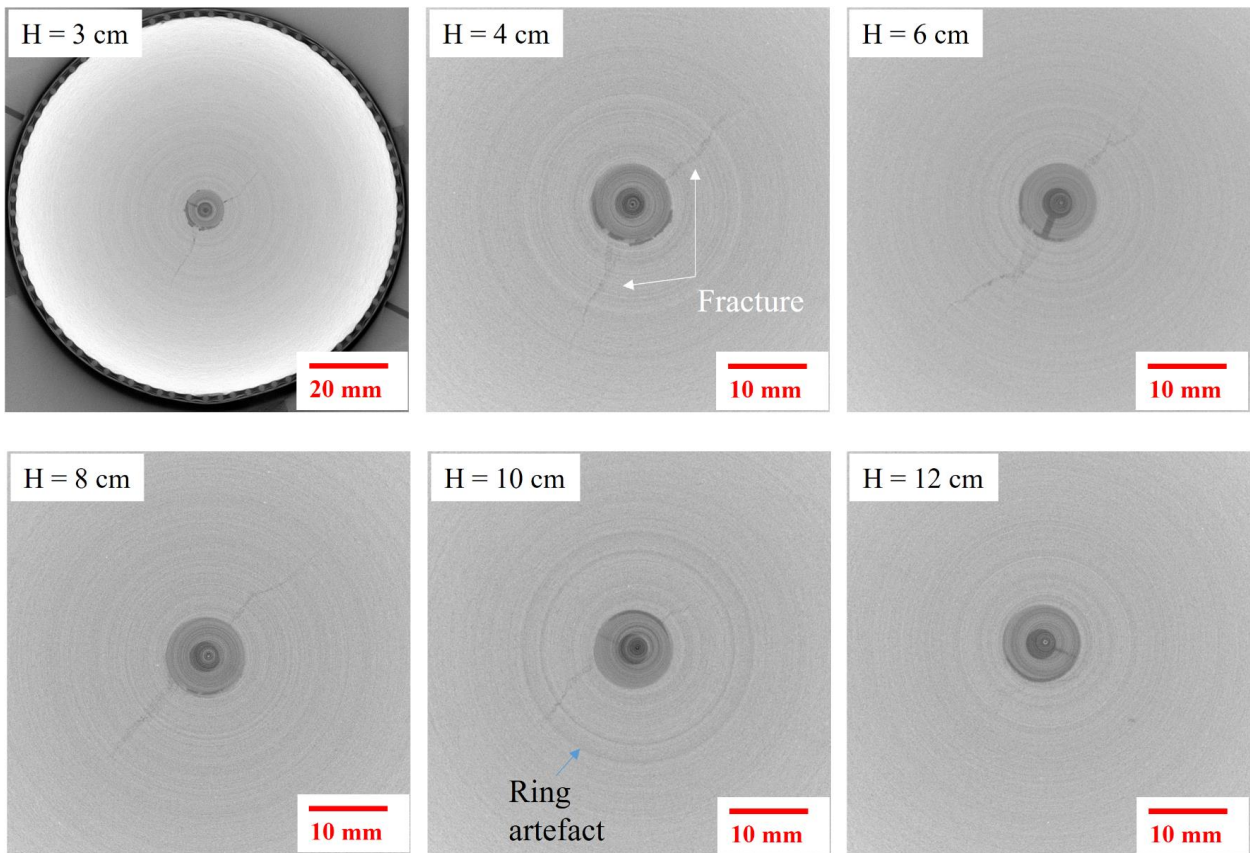 H = 3 cm
20 mm
H = 4 cm
Fracture
10 mm
H = 6 cm
10 mm
H = 8 cm
10 mm
H = 10 cm
Ring
artefact
10 mm
H = 12 cm
10 mm